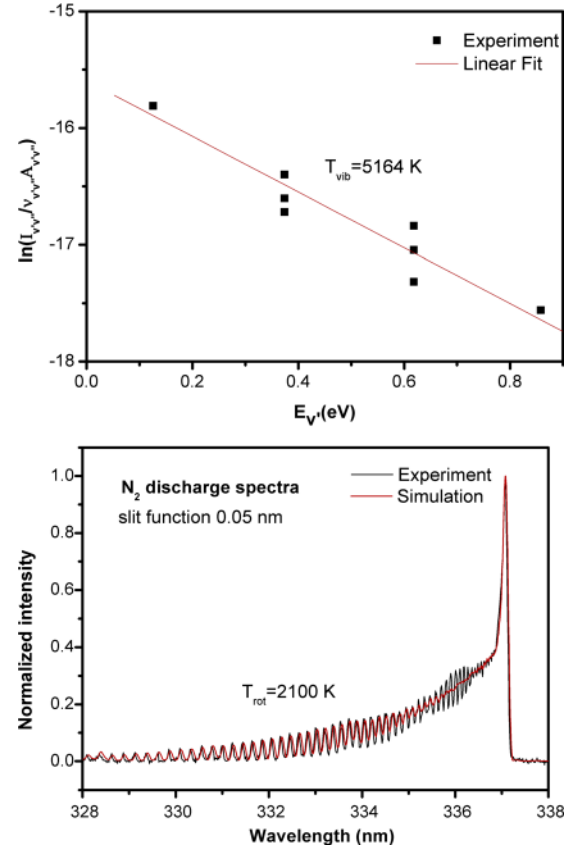 -15
-16
-17
-18
ln(I_v'v''/ν_v'v''A_v'v'')
Experiment
Linear Fit
T_vib=5164 K
0.0 0.2 0.4 0.6 0.8
E_v'(eV)
1.0
0.8
0.6
0.4
0.2
0.0
Normalized intensity
N₂ discharge spectra
slit function 0.05 nm
Experiment
Simulation
T_rot=2100 K
328 330 332 334 336 338
Wavelength (nm)